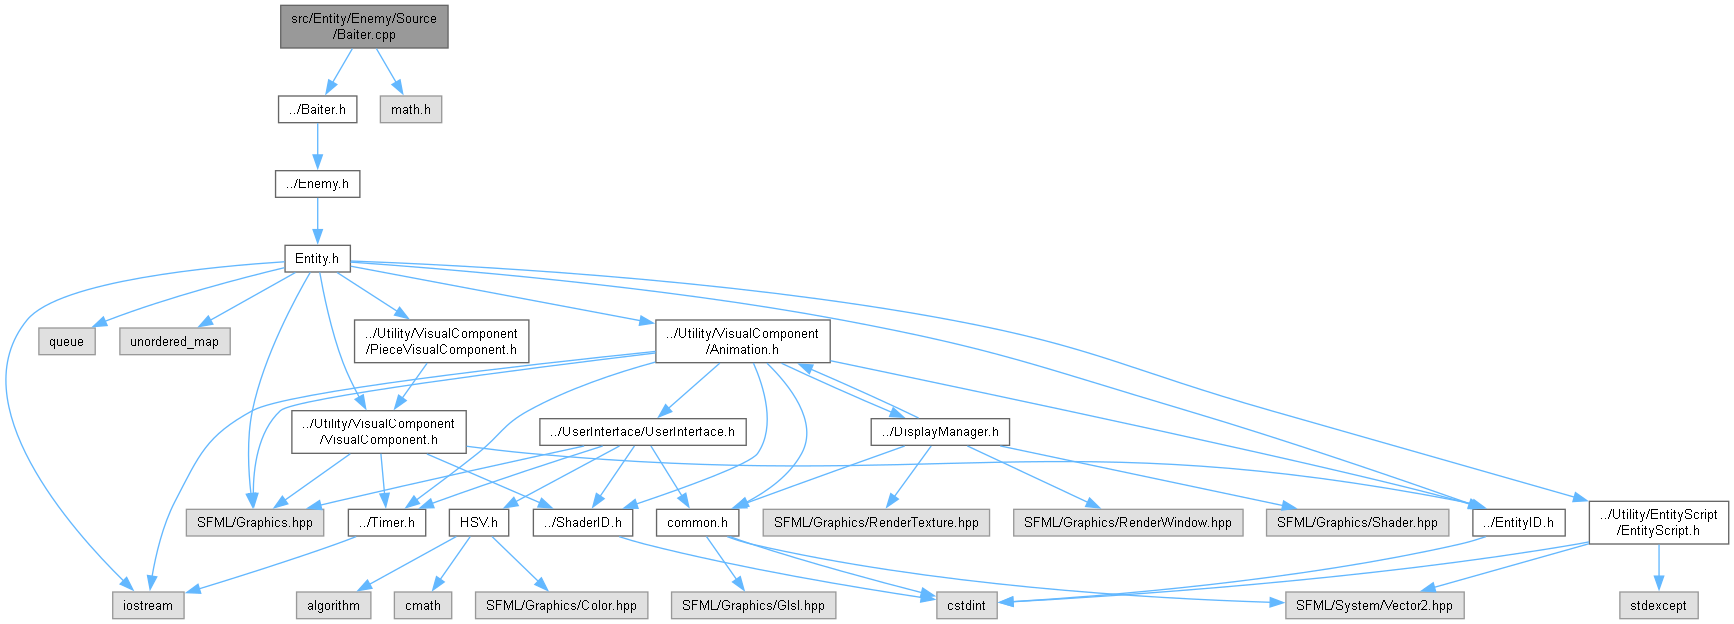 src/Entity/Enemy/Source
/Baiter.cpp
../Baiter.h
math.h
../Enemy.h
Entity.h
queue
unordered_map
../Utility/VisualComponent
/PieceVisualComponent.h
../Utility/VisualComponent
/Animation.h
../Utility/VisualComponent
/VisualComponent.h
../UserInterface/UserInterface.h
../DisplayManager.h
SFML/Graphics.hpp
../Timer.h
HSV.h
../ShaderID.h
common.h
SFML/Graphics/RenderTexture.hpp
SFML/Graphics/RenderWindow.hpp
SFML/Graphics/Shader.hpp
../EntityID.h
../Utility/EntityScript
/EntityScript.h
iostream
algorithm
cmath
SFML/Graphics/Color.hpp
SFML/Graphics/Glsl.hpp
cstdint
SFML/System/Vector2.hpp
stdexcept